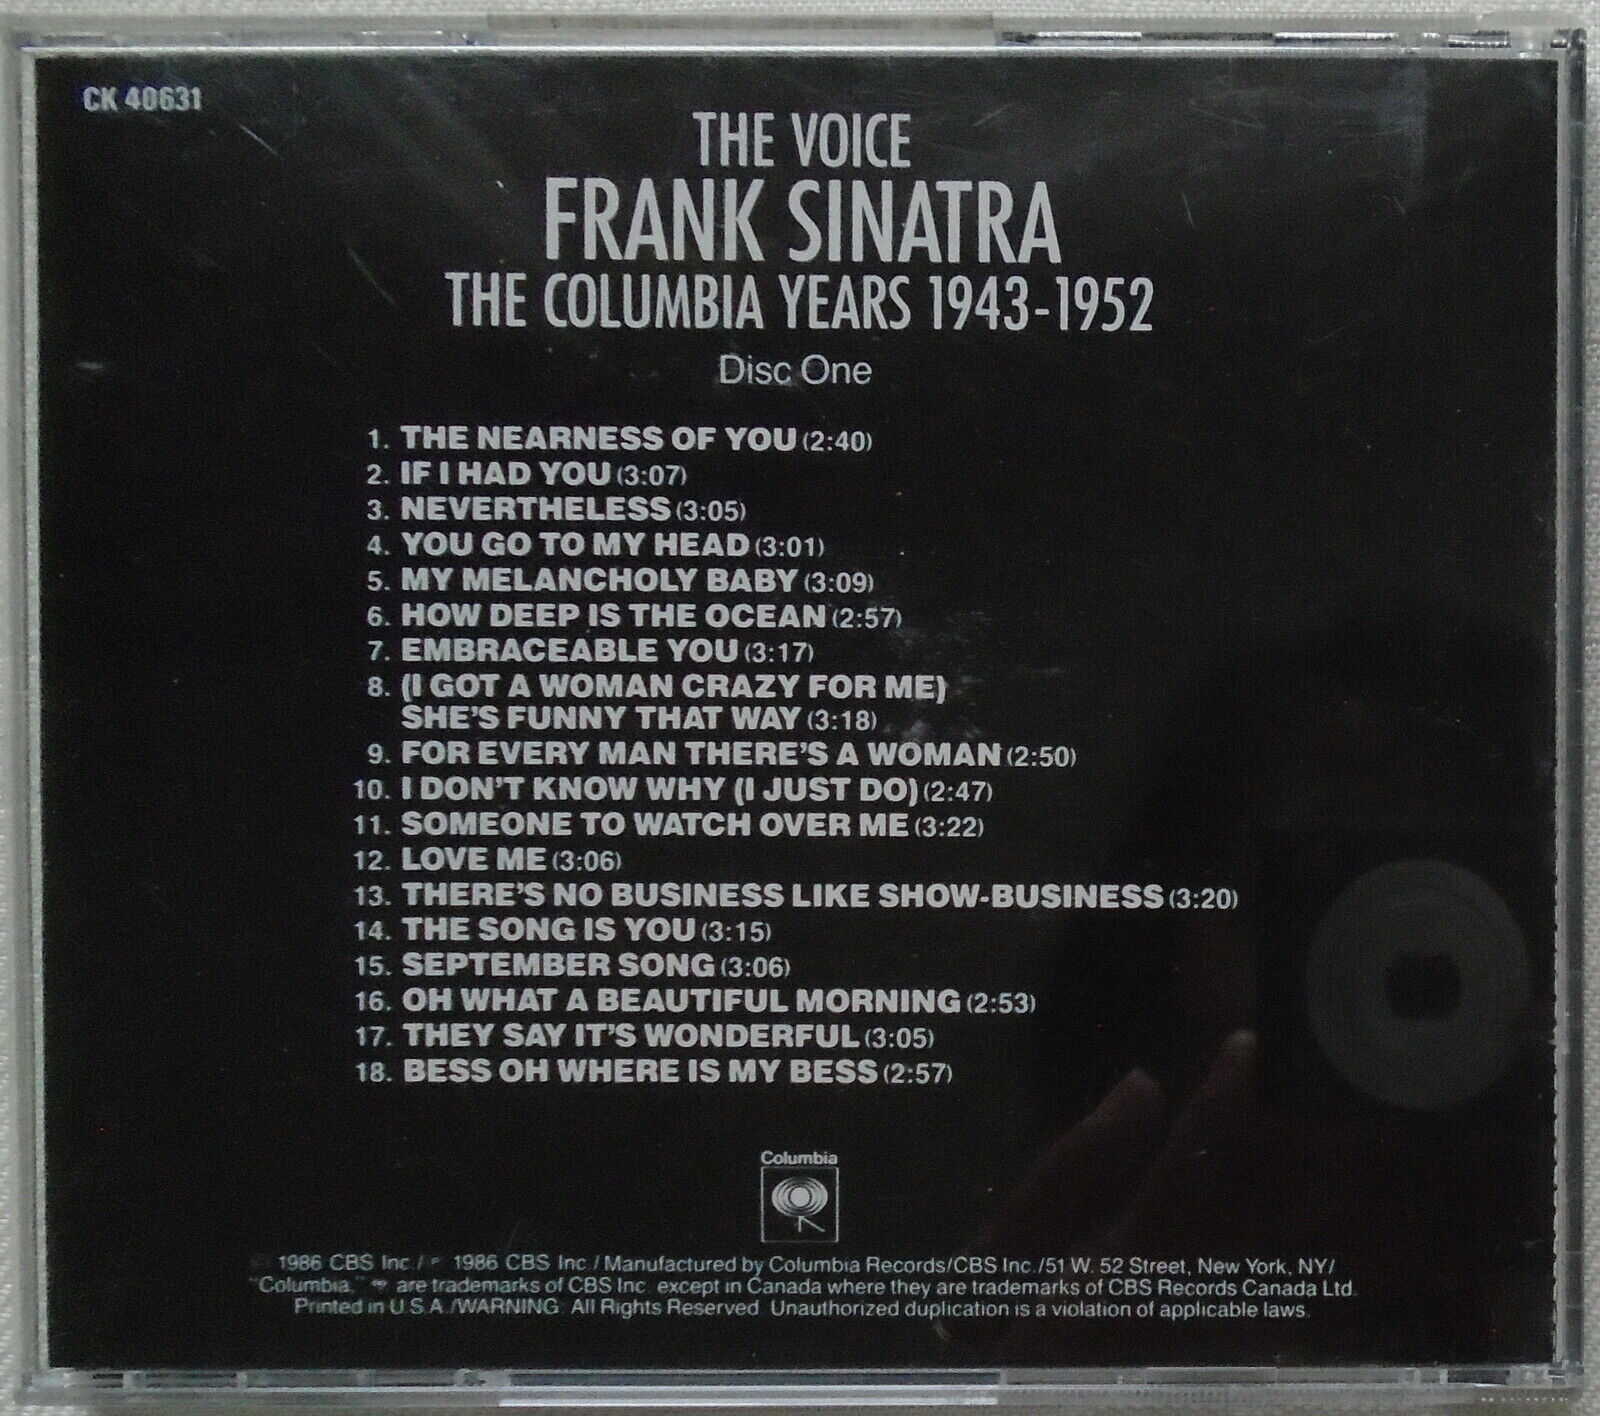 CK 40631
THE VOICE
FRANK SINATRA
THE COLUMBIA YEARS 1943-1952
Disc One
1. THE NEARNESS OF YOU (2:40)
2. IF I HAD YOU (3:07)
3. NEVERTHELESS (3:05)
4. YOU GO TO MY HEAD (3:01)
5. MY MELANCHOLY BABY (3:09)
6. HOW DEEP IS THE OCEAN (2:57)
7. EMBRACEABLE YOU (3:17)
8. (I GOT A WOMAN CRAZY FOR ME)
SHE'S FUNNY THAT WAY (3:18)
9. FOR EVERY MAN THERE'S A WOMAN (2:50)
10. I DON'T KNOW WHY (I JUST DO) (2:47)
11. SOMEONE TO WATCH OVER ME (3:22)
12. LOVE ME (3:06)
13. THERE'S NO BUSINESS LIKE SHOW-BUSINESS (3:20)
14. THE SONG IS YOU (3:15)
15. SEPTEMBER SONG (3:06)
16. OH WHAT A BEAUTIFUL MORNING (2:53)
17. THEY SAY IT'S WONDERFUL (3:05)
18. BESS OH WHERE IS MY BESS (2:57)
Columbia
1986 CBS Inc./ ℗ 1986 CBS Inc./Manufactured by Columbia Records/CBS Inc./51 W. 52 Street, New York, NY/
"Columbia," are trademarks of CBS Inc. except in Canada where they are trademarks of CBS Records Canada Ltd.
Printed in U.S.A./WARNING: All Rights Reserved. Unauthorized duplication is a violation of applicable laws.